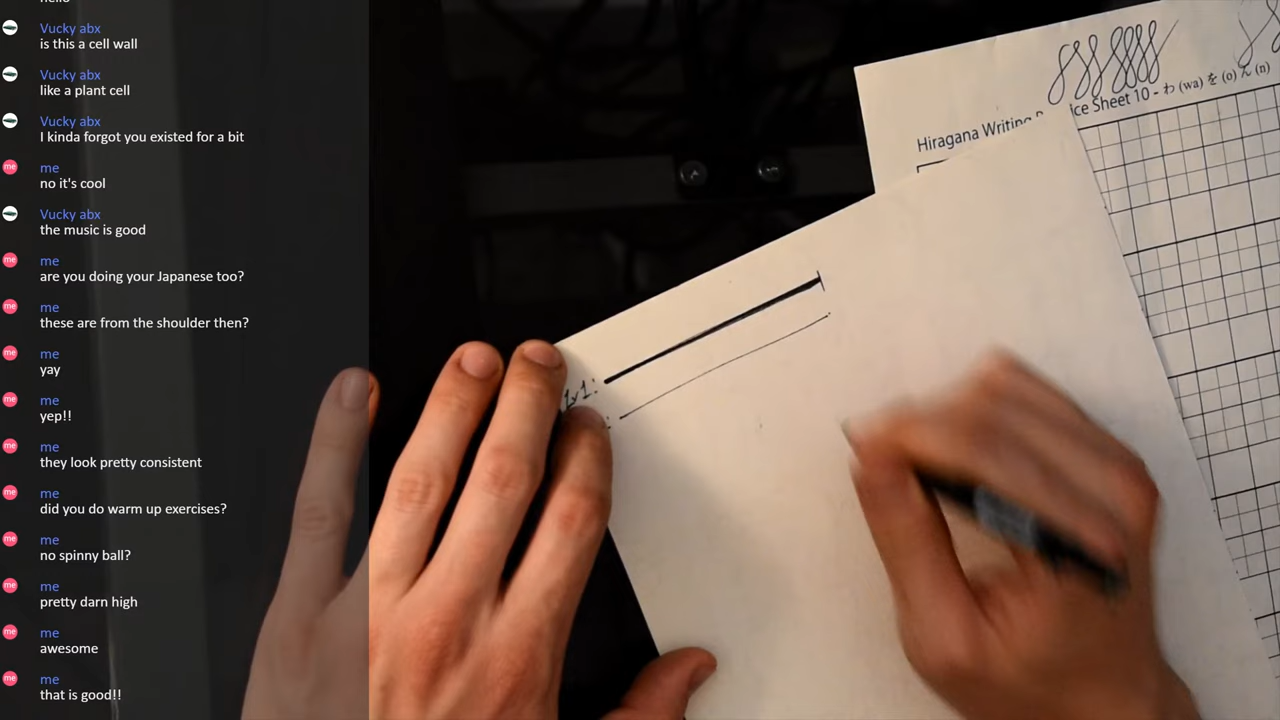 Vucky abx
is this a cell wall
Vucky abx
like a plant cell
Vucky abx
I kinda forgot you existed for a bit
me
no it's cool
Vucky abx
the music is good
me
are you doing your Japanese too?
me
these are from the shoulder then?
me
yay
me
yep!!
me
they look pretty consistent
me
did you do warm up exercises?
me
no spinny ball?
me
pretty darn high
me
awesome
me
that is good!!
Hiragana Writing Sheet 10 - わ (wa) を (o) ん (n)
lv1: